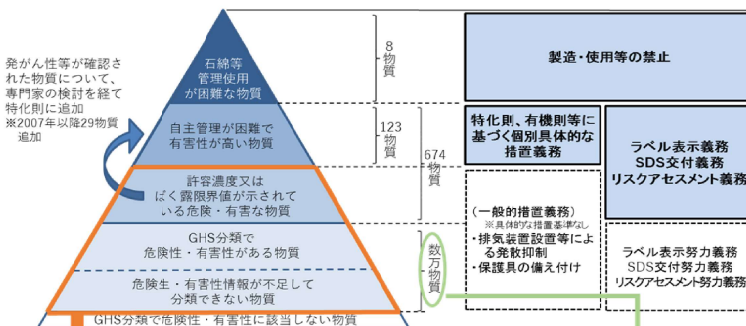 発がん性等が確認さ
れた物質について、
専門家の検討を経て
特化則に追加
※2007年以降29物質
追加
石綿等
管理使用
が困難な物質
自主管理が困難で
有害性が高い物質
許容濃度又は
ばく露限界値が示されて
いる危険・有害な物質
GHS分類で
危険性・有害性がある物質
危険生・有害性情報が不足して
分類できない物質
GHS分類で危険性・有害性に該当しない物質
8
物質
123
物質
674
物質
数万物質
製造・使用等の禁止
特化則、有機則等に
基づく個別具体的な
措置義務
(一般的措置義務)
※具体的な措置基準なし
・排気装置設置等によ
る発散抑制
・保護具の備え付け
ラベル表示義務
SDS交付義務
リスクアセスメント義務
ラベル表示努力義務
SDS交付努力義務
リスクアセスメント努力義務